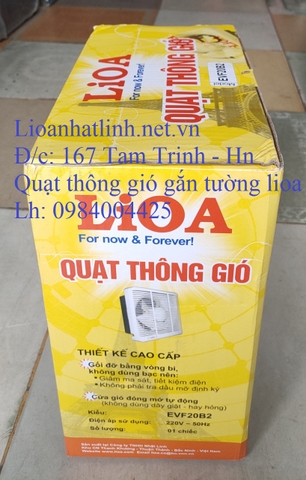 LiOA
For now & Forever!
QUẠT THÔNG GIÓ
EVF20B2
Lioanhatlinh.net.vn
Đ/c: 167 Tam Trinh - Hn
Quạt thông gió gắn tường lioa
Lh: 0984004425
LiOA
For now & Forever!
QUẠT THÔNG GIÓ
THIẾT KẾ CAO CẤP
Gối đỡ bằng vòng bi,
không dùng bạc nên:
• Giảm ma sát, tiết kiệm điện
• Không phải tra dầu mỡ định kỳ
Cửa gió đóng mở tự động
(không dùng dây giật - hay hỏng)
Kiểu: EVF20B2
Điện áp sử dụng: 220V ~ 50Hz
Số lượng: 01 chiếc